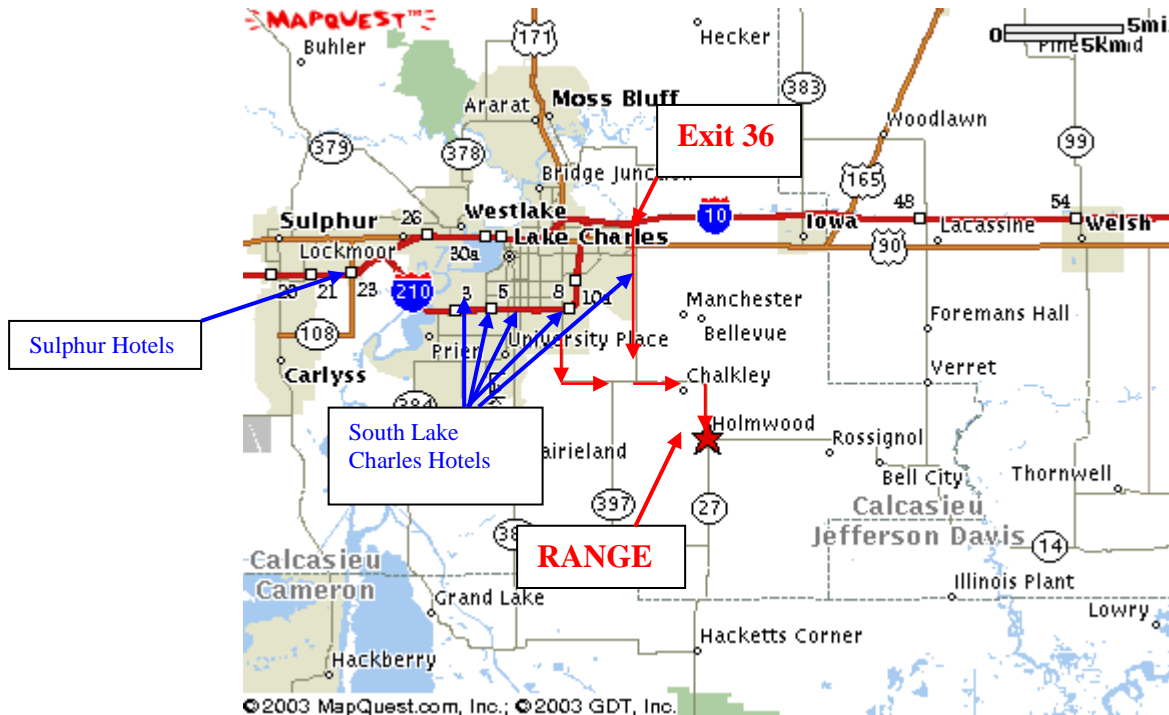 MAPQUEST™
Buhler
171
Hecker
0 5mi
5km
383
Ararat
Moss Bluff
Exit 36
Woodlawn
99
379
378
Bridge Junction
165
Sulphur
26
Westlake
10
Iowa
48
Lacassine
54
Welsh
Lockmoor
30a
Lake Charles
90
20
21
23
210
3
5
8
Manchester
Bellevue
Foremans Hall
Sulphur Hotels
108
Prier
University Place
Carlyss
384
Chalkley
Verret
South Lake
Charles Hotels
Holmwood
Rossignol
Bell City
Thornwell
397
27
Calcasieu
Jefferson Davis
14
RANGE
Calcasieu
Cameron
Illinois Plant
Grand Lake
Lowry
Hacketts Corner
Hackberry
©2003 MapQuest.com, Inc.; ©2003 GDT, Inc.